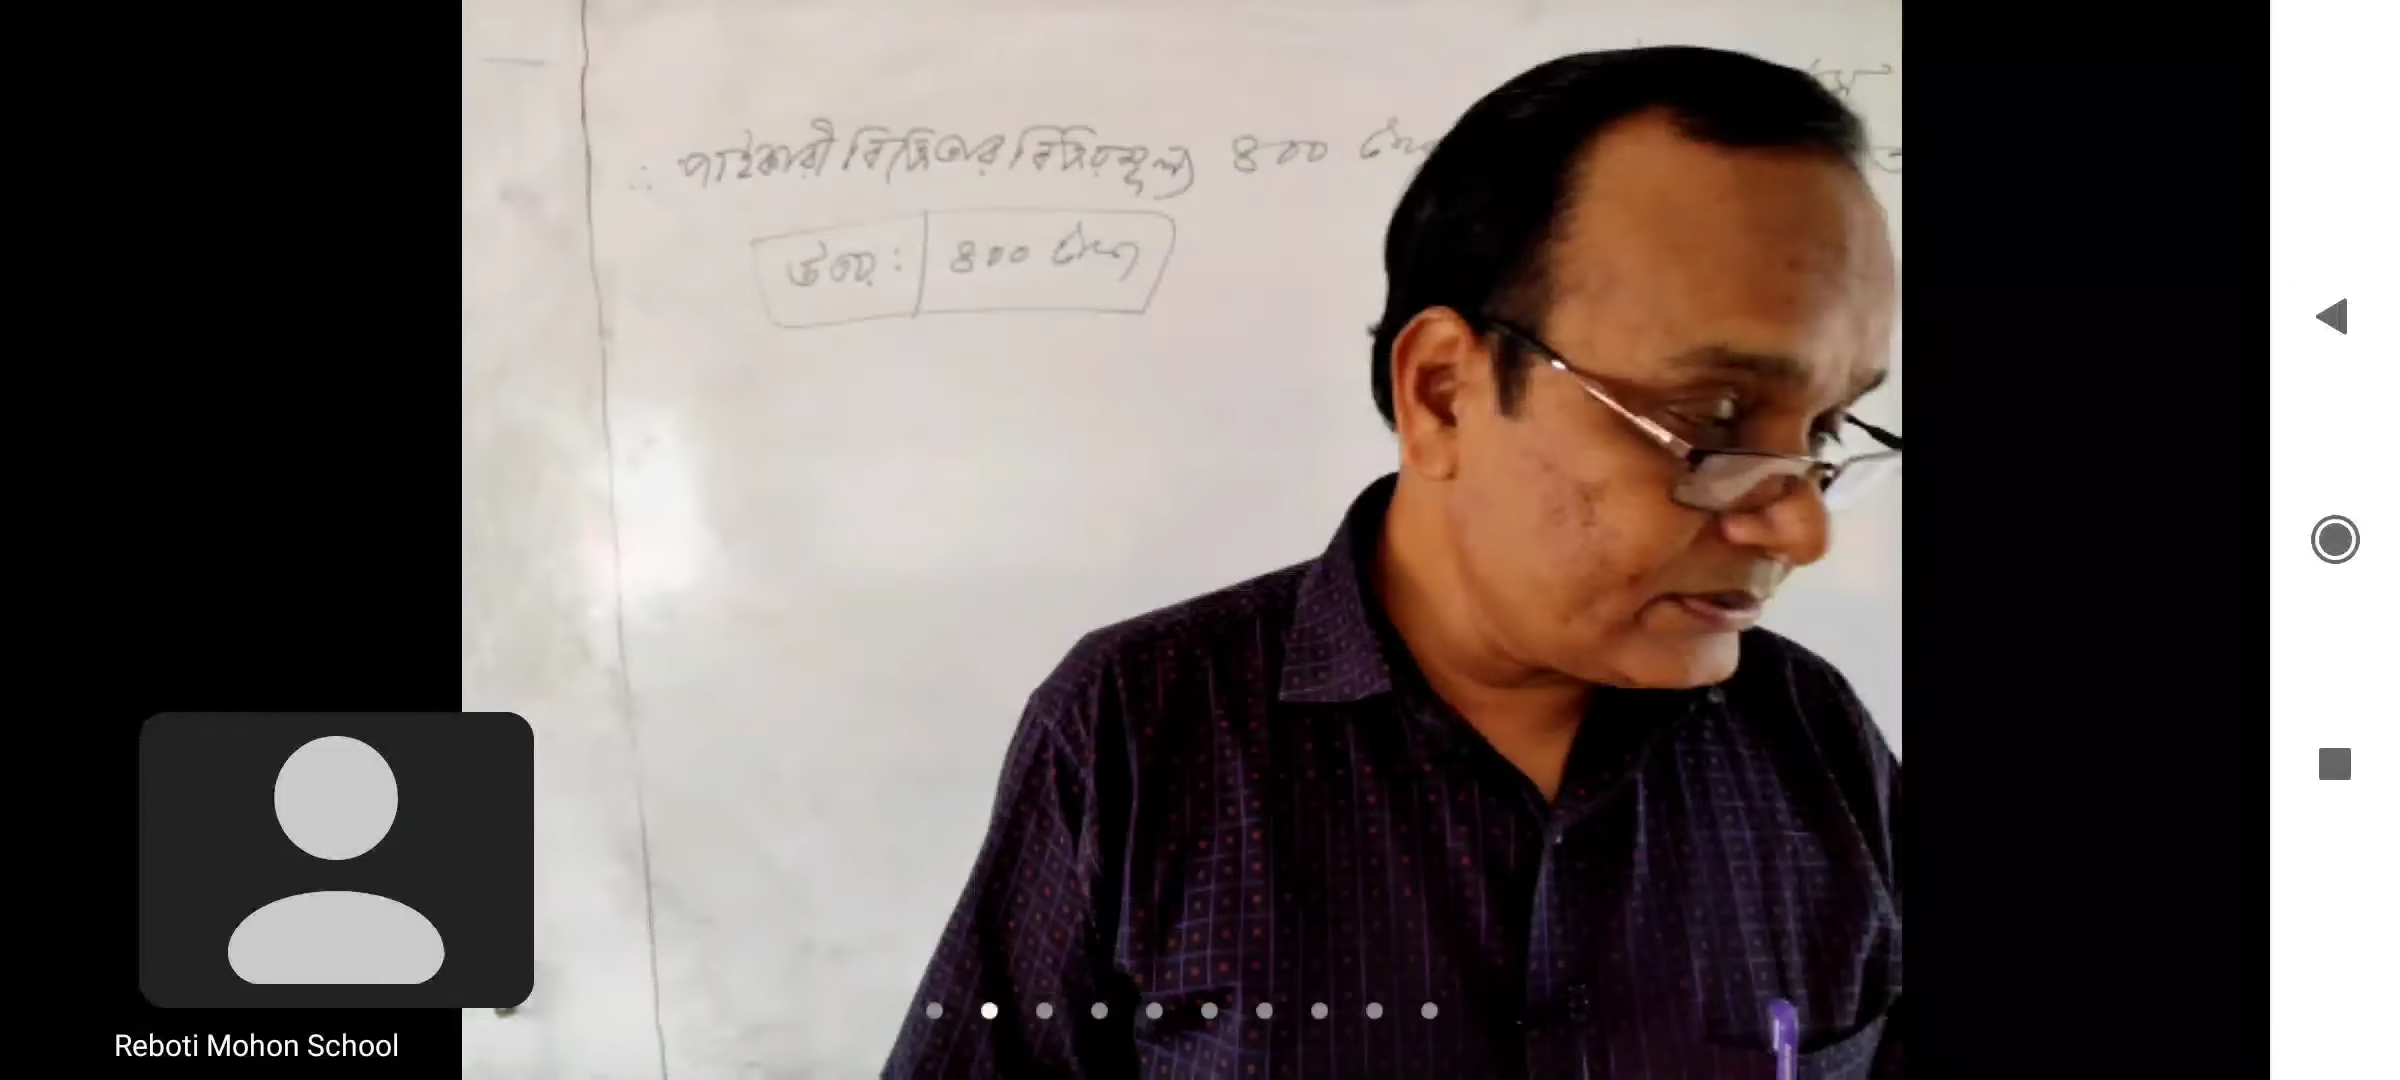 ∴ পাইকারী বিক্রেতার বিক্রয়মূল্য ৪০০ টাকা
উত্তর: ৪০০ টাকা
Reboti Mohon School